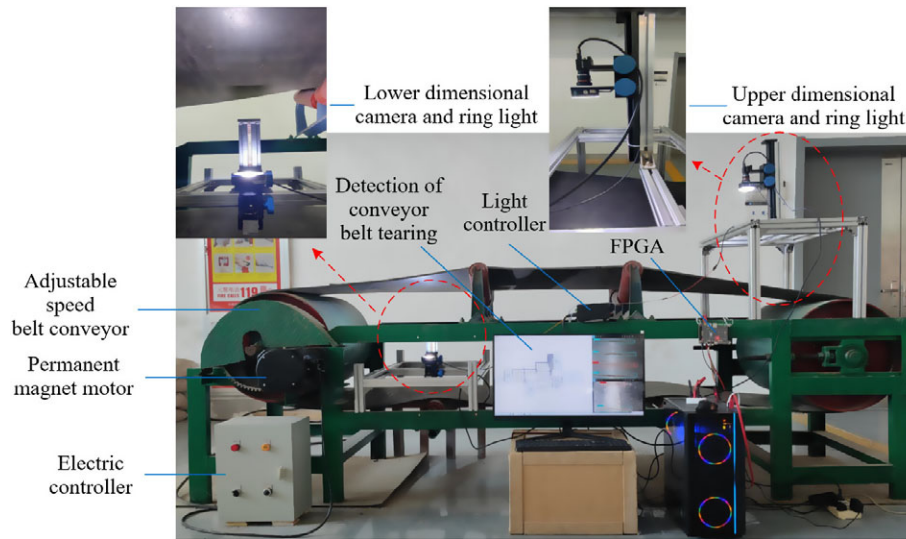 Lower dimensional
camera and ring light
Upper dimensional
camera and ring light
Detection of
conveyor
belt tearing
Light
controller
FPGA
Adjustable
speed
belt conveyor
Permanent
magnet motor
Electric
controller
119